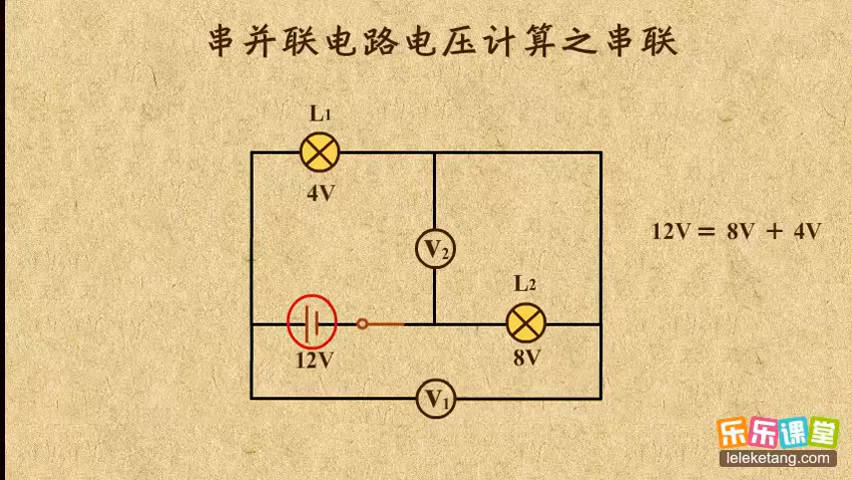 串并联电路电压计算之串联
L1
4V
12V = 8V + 4V
V2
L2
12V
8V
V1
乐乐课堂
leleketang.com